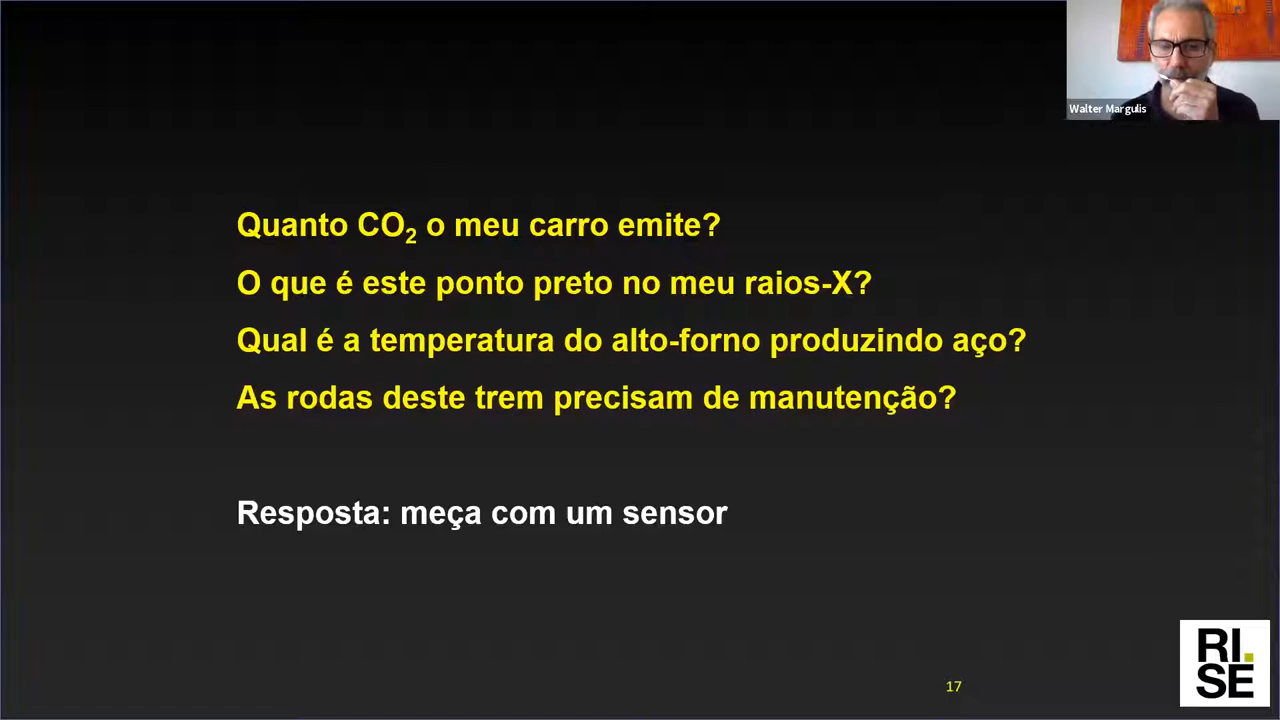 Walter Margulis
Quanto CO₂ o meu carro emite?
O que é este ponto preto no meu raios-X?
Qual é a temperatura do alto-forno produzindo aço?
As rodas deste trem precisam de manutenção?
Resposta: meça com um sensor
17
RI.
SE